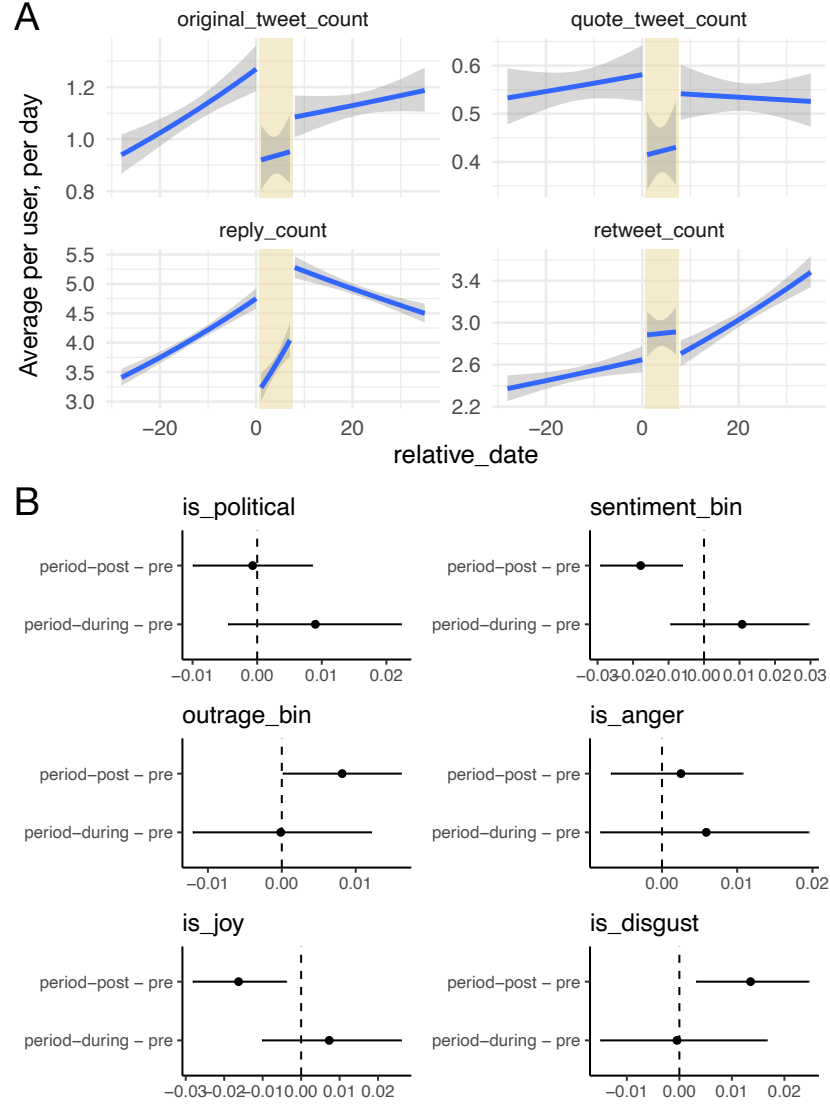 A
original_tweet_count
quote_tweet_count
Average per user, per day
1.2
1.0
0.8
0.6
0.5
0.4
reply_count
retweet_count
5.5
5.0
4.5
4.0
3.5
3.0
3.4
3.0
2.6
2.2
−20 0 20
−20 0 20
relative_date
B
is_political
sentiment_bin
period−post − pre
period−during − pre
−0.01 0.00 0.01 0.02
period−post − pre
period−during − pre
−0.03 −0.02 −0.01 0.00 0.01 0.02 0.03
outrage_bin
is_anger
period−post − pre
period−during − pre
−0.01 0.00 0.01
period−post − pre
period−during − pre
0.00 0.01 0.02
is_joy
is_disgust
period−post − pre
period−during − pre
−0.03 −0.02 −0.01 0.00 0.01 0.02
period−post − pre
period−during − pre
−0.01 0.00 0.01 0.02